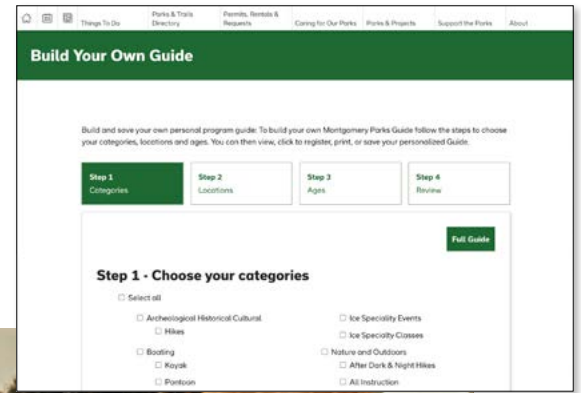 Things To Do
Parks & Trails Directory
Permits, Rentals & Requests
Caring for Our Parks
Parks & Projects
Support the Parks
About
Build Your Own Guide
Build and save your own personal program guide: To build your own Montgomery Parks Guide follow the steps to choose
your categories, locations and ages. You can then view, click to register, print, or save your personalized Guide.
Step 1
Categories
Step 2
Locations
Step 3
Ages
Step 4
Review
Full Guide
Step 1 - Choose your categories
Select all
Archeological Historical Cultural
Hikes
Boating
Kayak
Pontoon
Ice Speciality Events
Ice Specialty Classes
Nature and Outdoors
After Dark & Night Hikes
All Instruction